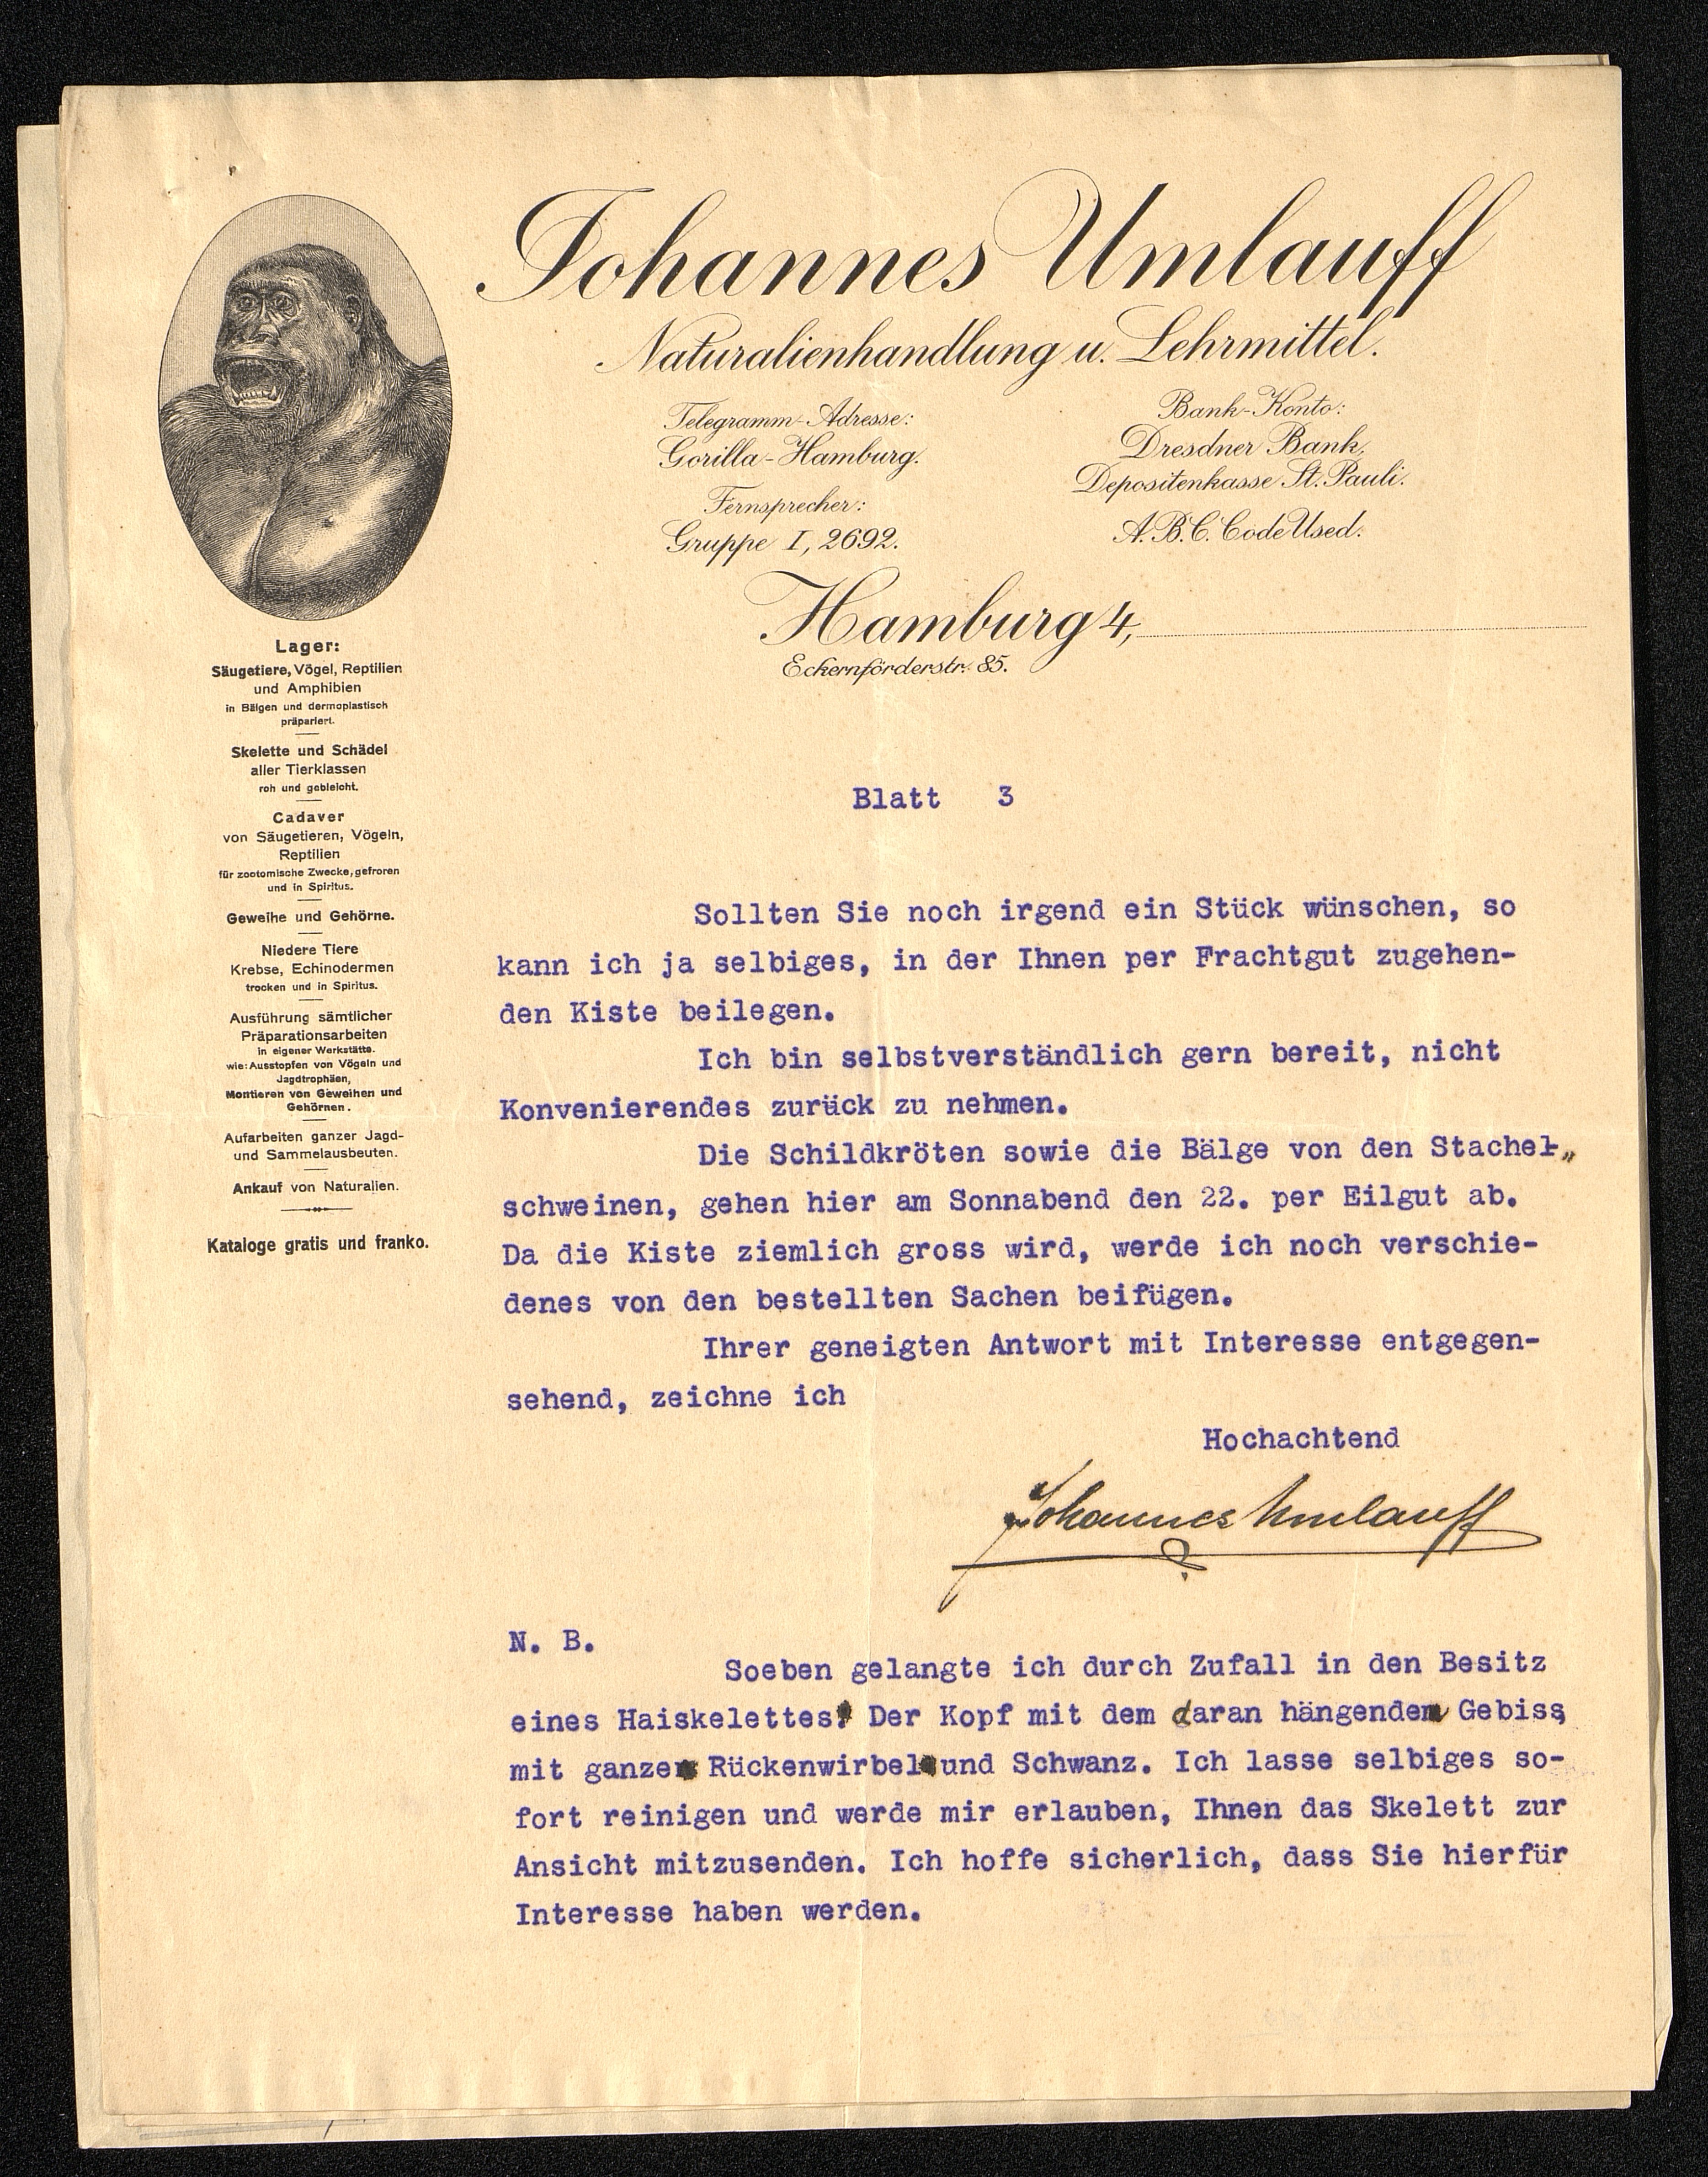 Johannes Umlauff
Naturalienhandlung u. Lehrmittel.
Telegramm-Adresse:
Gorilla-Hamburg.
Fernsprecher:
Gruppe I, 2692.
Bank-Konto:
Dresdner Bank,
Depositenkasse St. Pauli.
A.B.C. Code Used.
Hamburg 4,
Eckernförderstr. 85.
Lager:
Säugetiere, Vögel, Reptilien
und Amphibien
in Bälgen und dermoplastisch
präpariert.
Skelette und Schädel
aller Tierklassen
roh und gebleicht.
Cadaver
von Säugetieren, Vögeln,
Reptilien
für zootomische Zwecke, gefroren
und in Spiritus.
Geweihe und Gehörne.
Niedere Tiere
Krebse, Echinodermen
trocken und in Spiritus.
Ausführung sämtlicher
Präparationsarbeiten
in eigener Werkstätte.
wie: Ausstopfen von Vögeln und
Jagdtrophäen,
Montieren von Geweihen und
Gehörnen.
Aufarbeiten ganzer Jagd-
und Sammelausbeuten.
Ankauf von Naturalien.
Kataloge gratis und franko.
Blatt 3
Sollten Sie noch irgend ein Stück wünschen, so
kann ich ja selbiges, in der Ihnen per Frachtgut zugehen-
den Kiste beilegen.
Ich bin selbstverständlich gern bereit, nicht
Konvenierendes zurück zu nehmen.
Die Schildkröten sowie die Bälge von den Stachel-„
schweinen, gehen hier am Sonnabend den 22. per Eilgut ab.
Da die Kiste ziemlich gross wird, werde ich noch verschie-
denes von den bestellten Sachen beifügen.
Ihrer geneigten Antwort mit Interesse entgegen-
sehend, zeichne ich
Hochachtend
Johannes Umlauff
N. B.
Soeben gelangte ich durch Zufall in den Besitz
eines Haiskelettes! Der Kopf mit dem daran hängendem Gebiss,
mit ganzer Rückenwirbel und Schwanz. Ich lasse selbiges so-
fort reinigen und werde mir erlauben, Ihnen das Skelett zur
Ansicht mitzusenden. Ich hoffe sicherlich, dass Sie hierfür
Interesse haben werden.